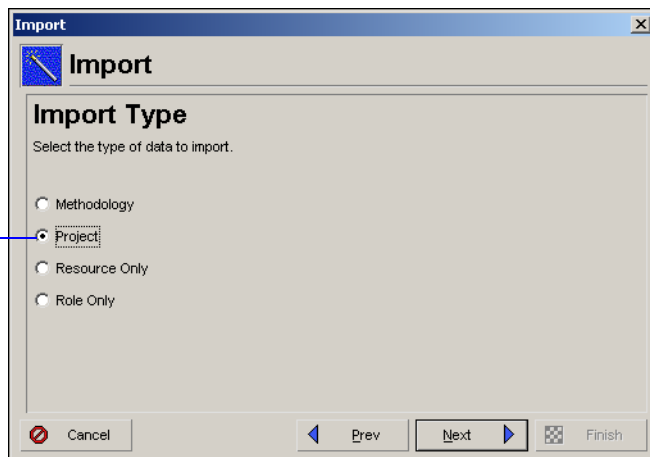 Import
Import
Import Type
Select the type of data to import.
Methodology
Project
Resource Only
Role Only
Cancel
Prev
Next
Finish